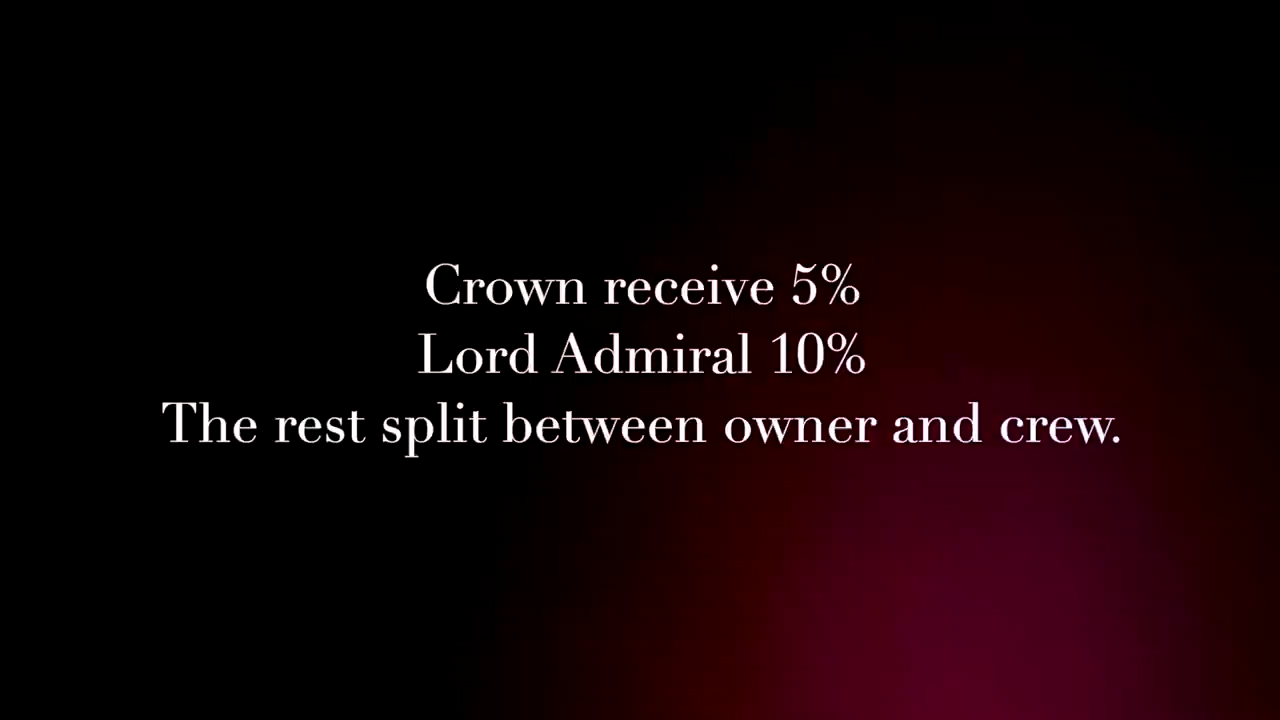 Crown receive 5%
Lord Admiral 10%
The rest split between owner and crew.